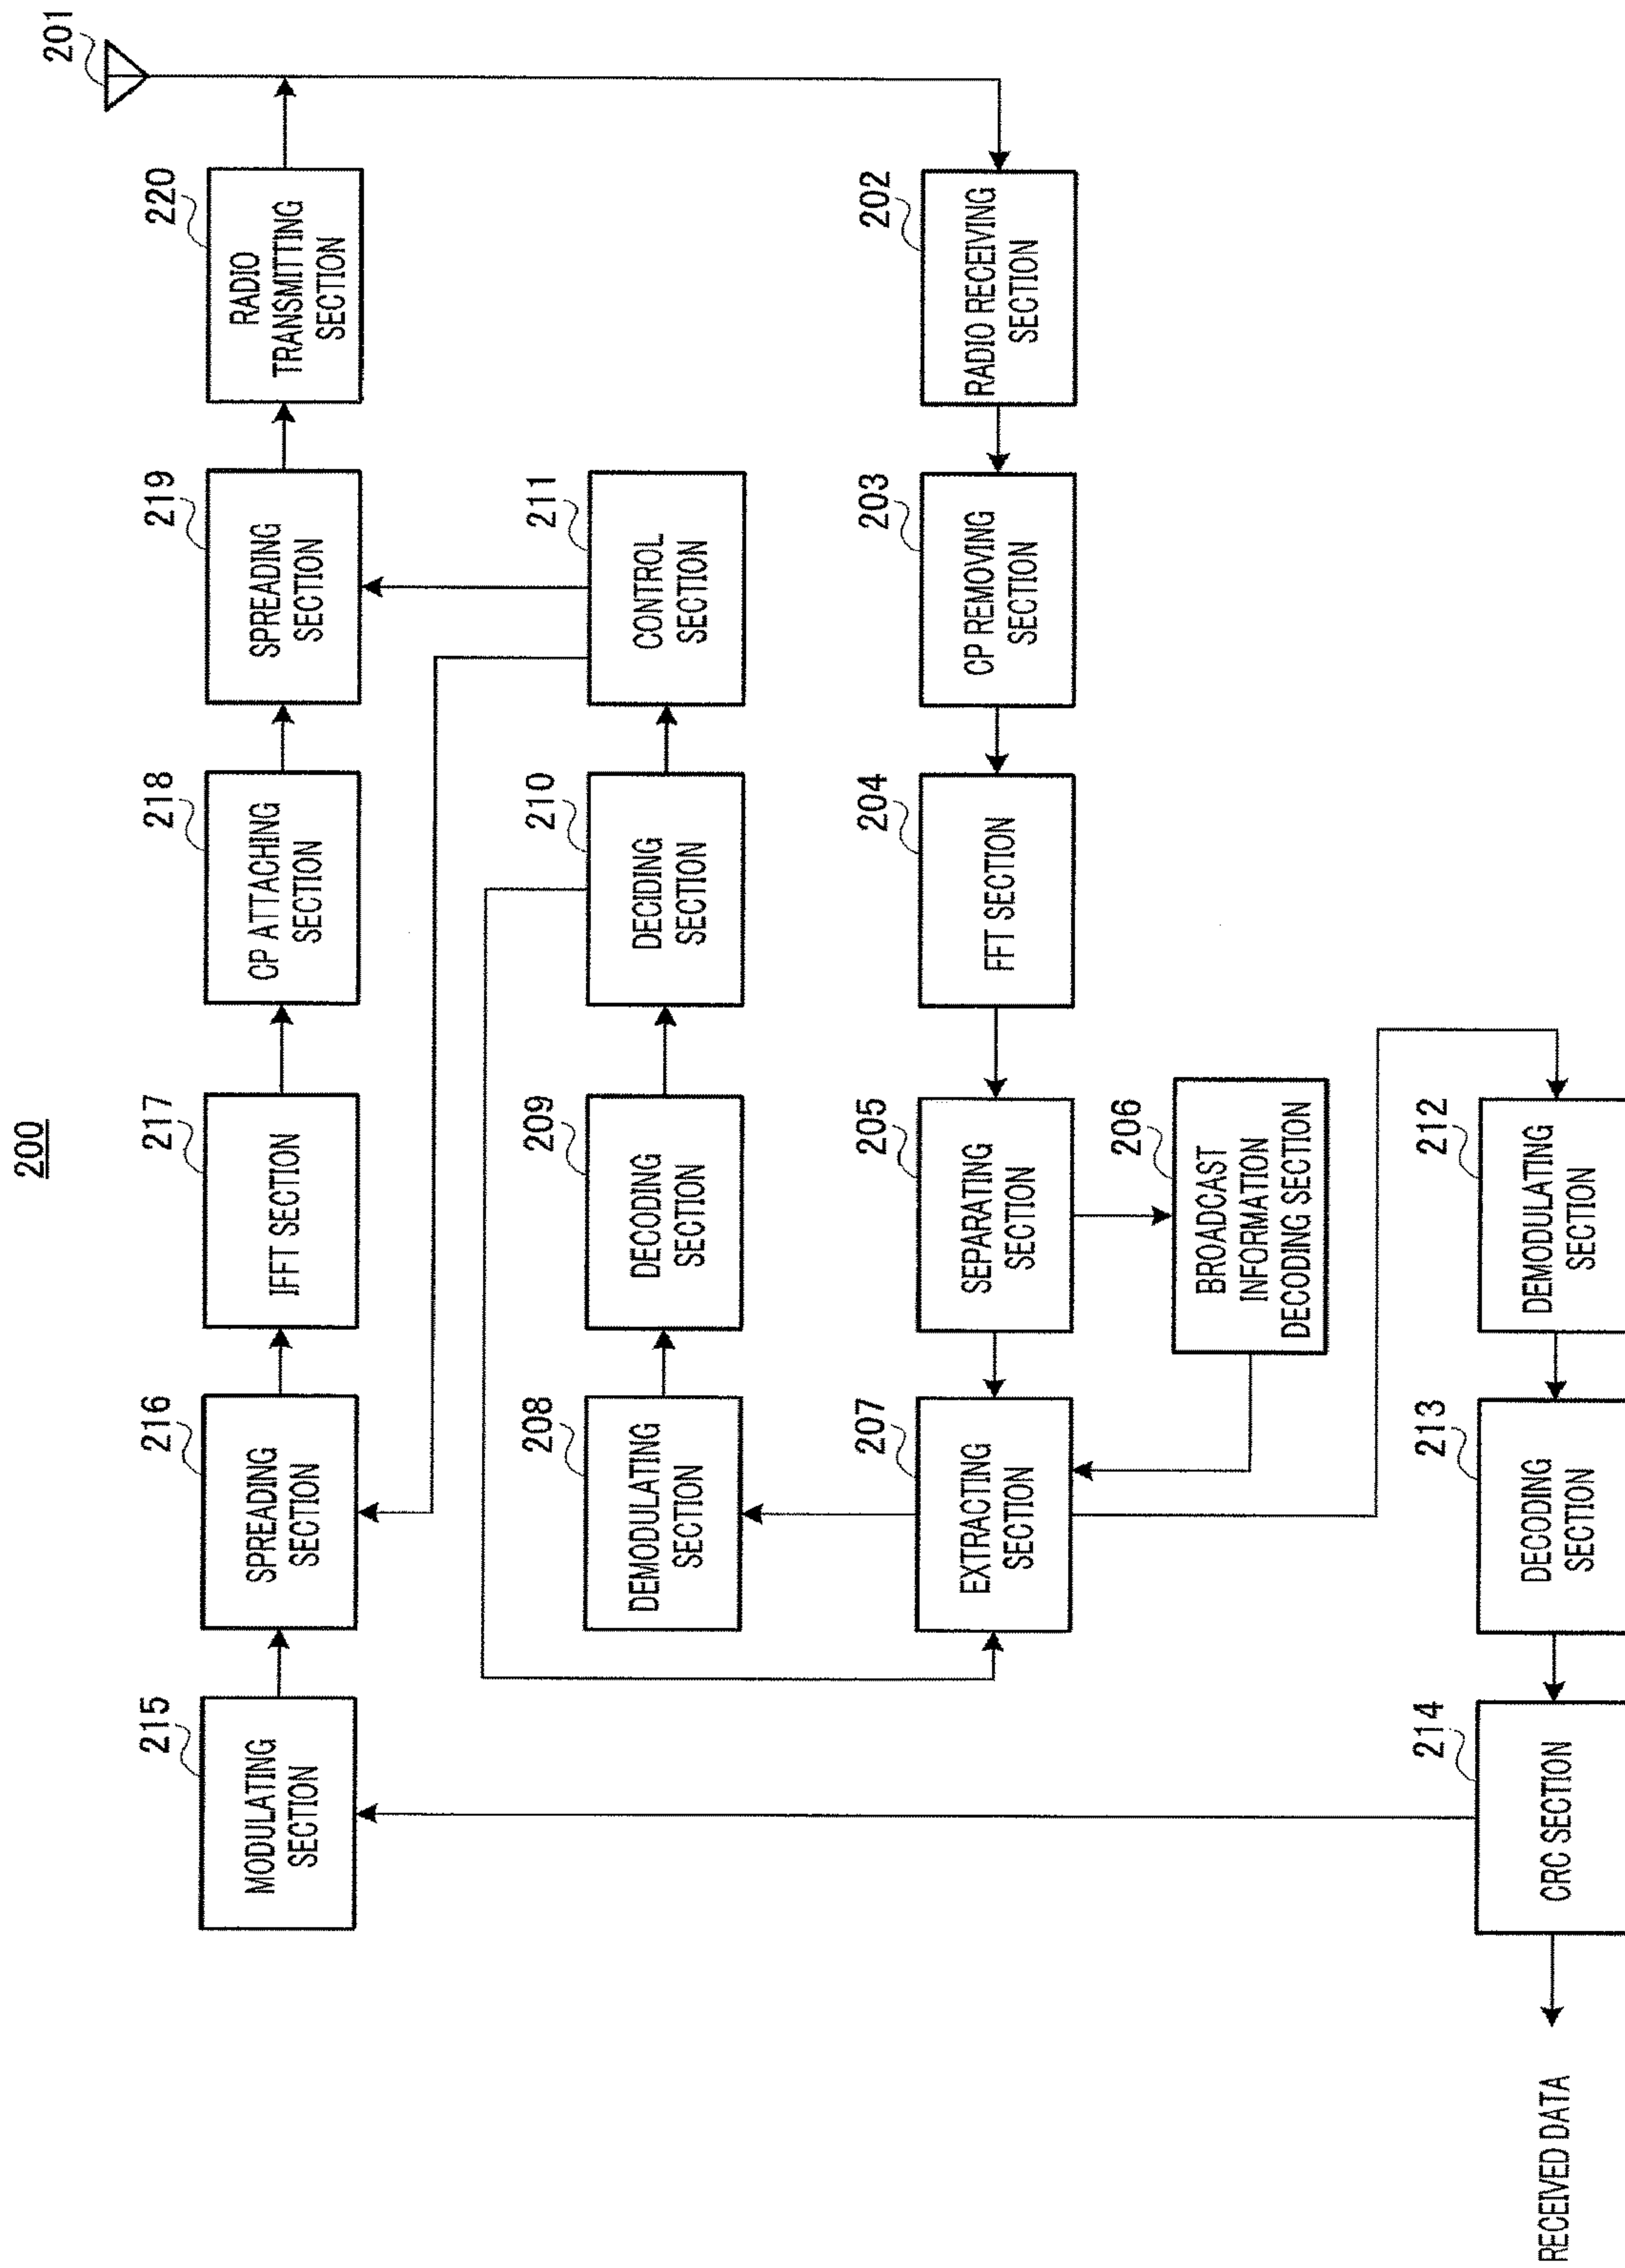 200
201
220
RADIO
TRANSMITTING
SECTION
219
SPREADING
SECTION
218
CP ATTACHING
SECTION
217
IFFT SECTION
216
SPREADING
SECTION
215
MODULATING
SECTION
211
CONTROL
SECTION
210
DECIDING
SECTION
209
DECODING
SECTION
208
DEMODULATING
SECTION
202
RADIO RECEIVING
SECTION
203
CP REMOVING
SECTION
204
FFT SECTION
205
SEPARATING
SECTION
206
BROADCAST
INFORMATION
DECODING SECTION
207
EXTRACTING
SECTION
212
DEMODULATING
SECTION
213
DECODING
SECTION
214
CRC SECTION
RECEIVED DATA